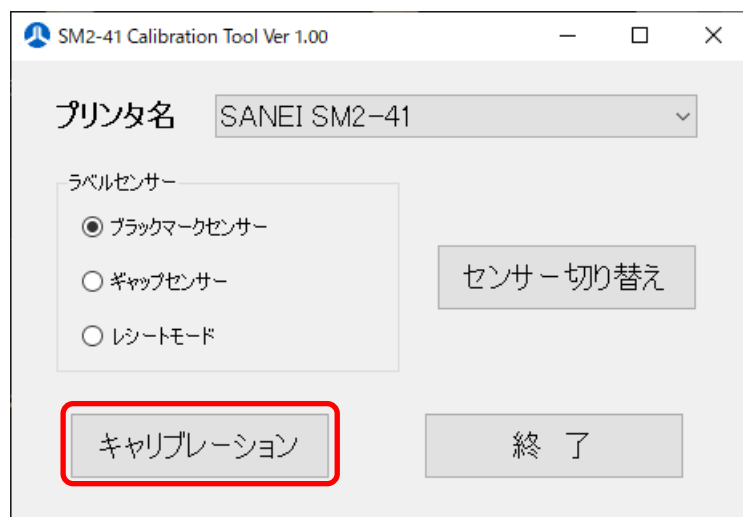 SM2-41 Calibration Tool Ver 1.00
プリンタ名 SANEI SM2-41
ラベルセンサー
ブラックマークセンサー
ギャップセンサー
センサー切り替え
レシートモード
キャリブレーション
終 了